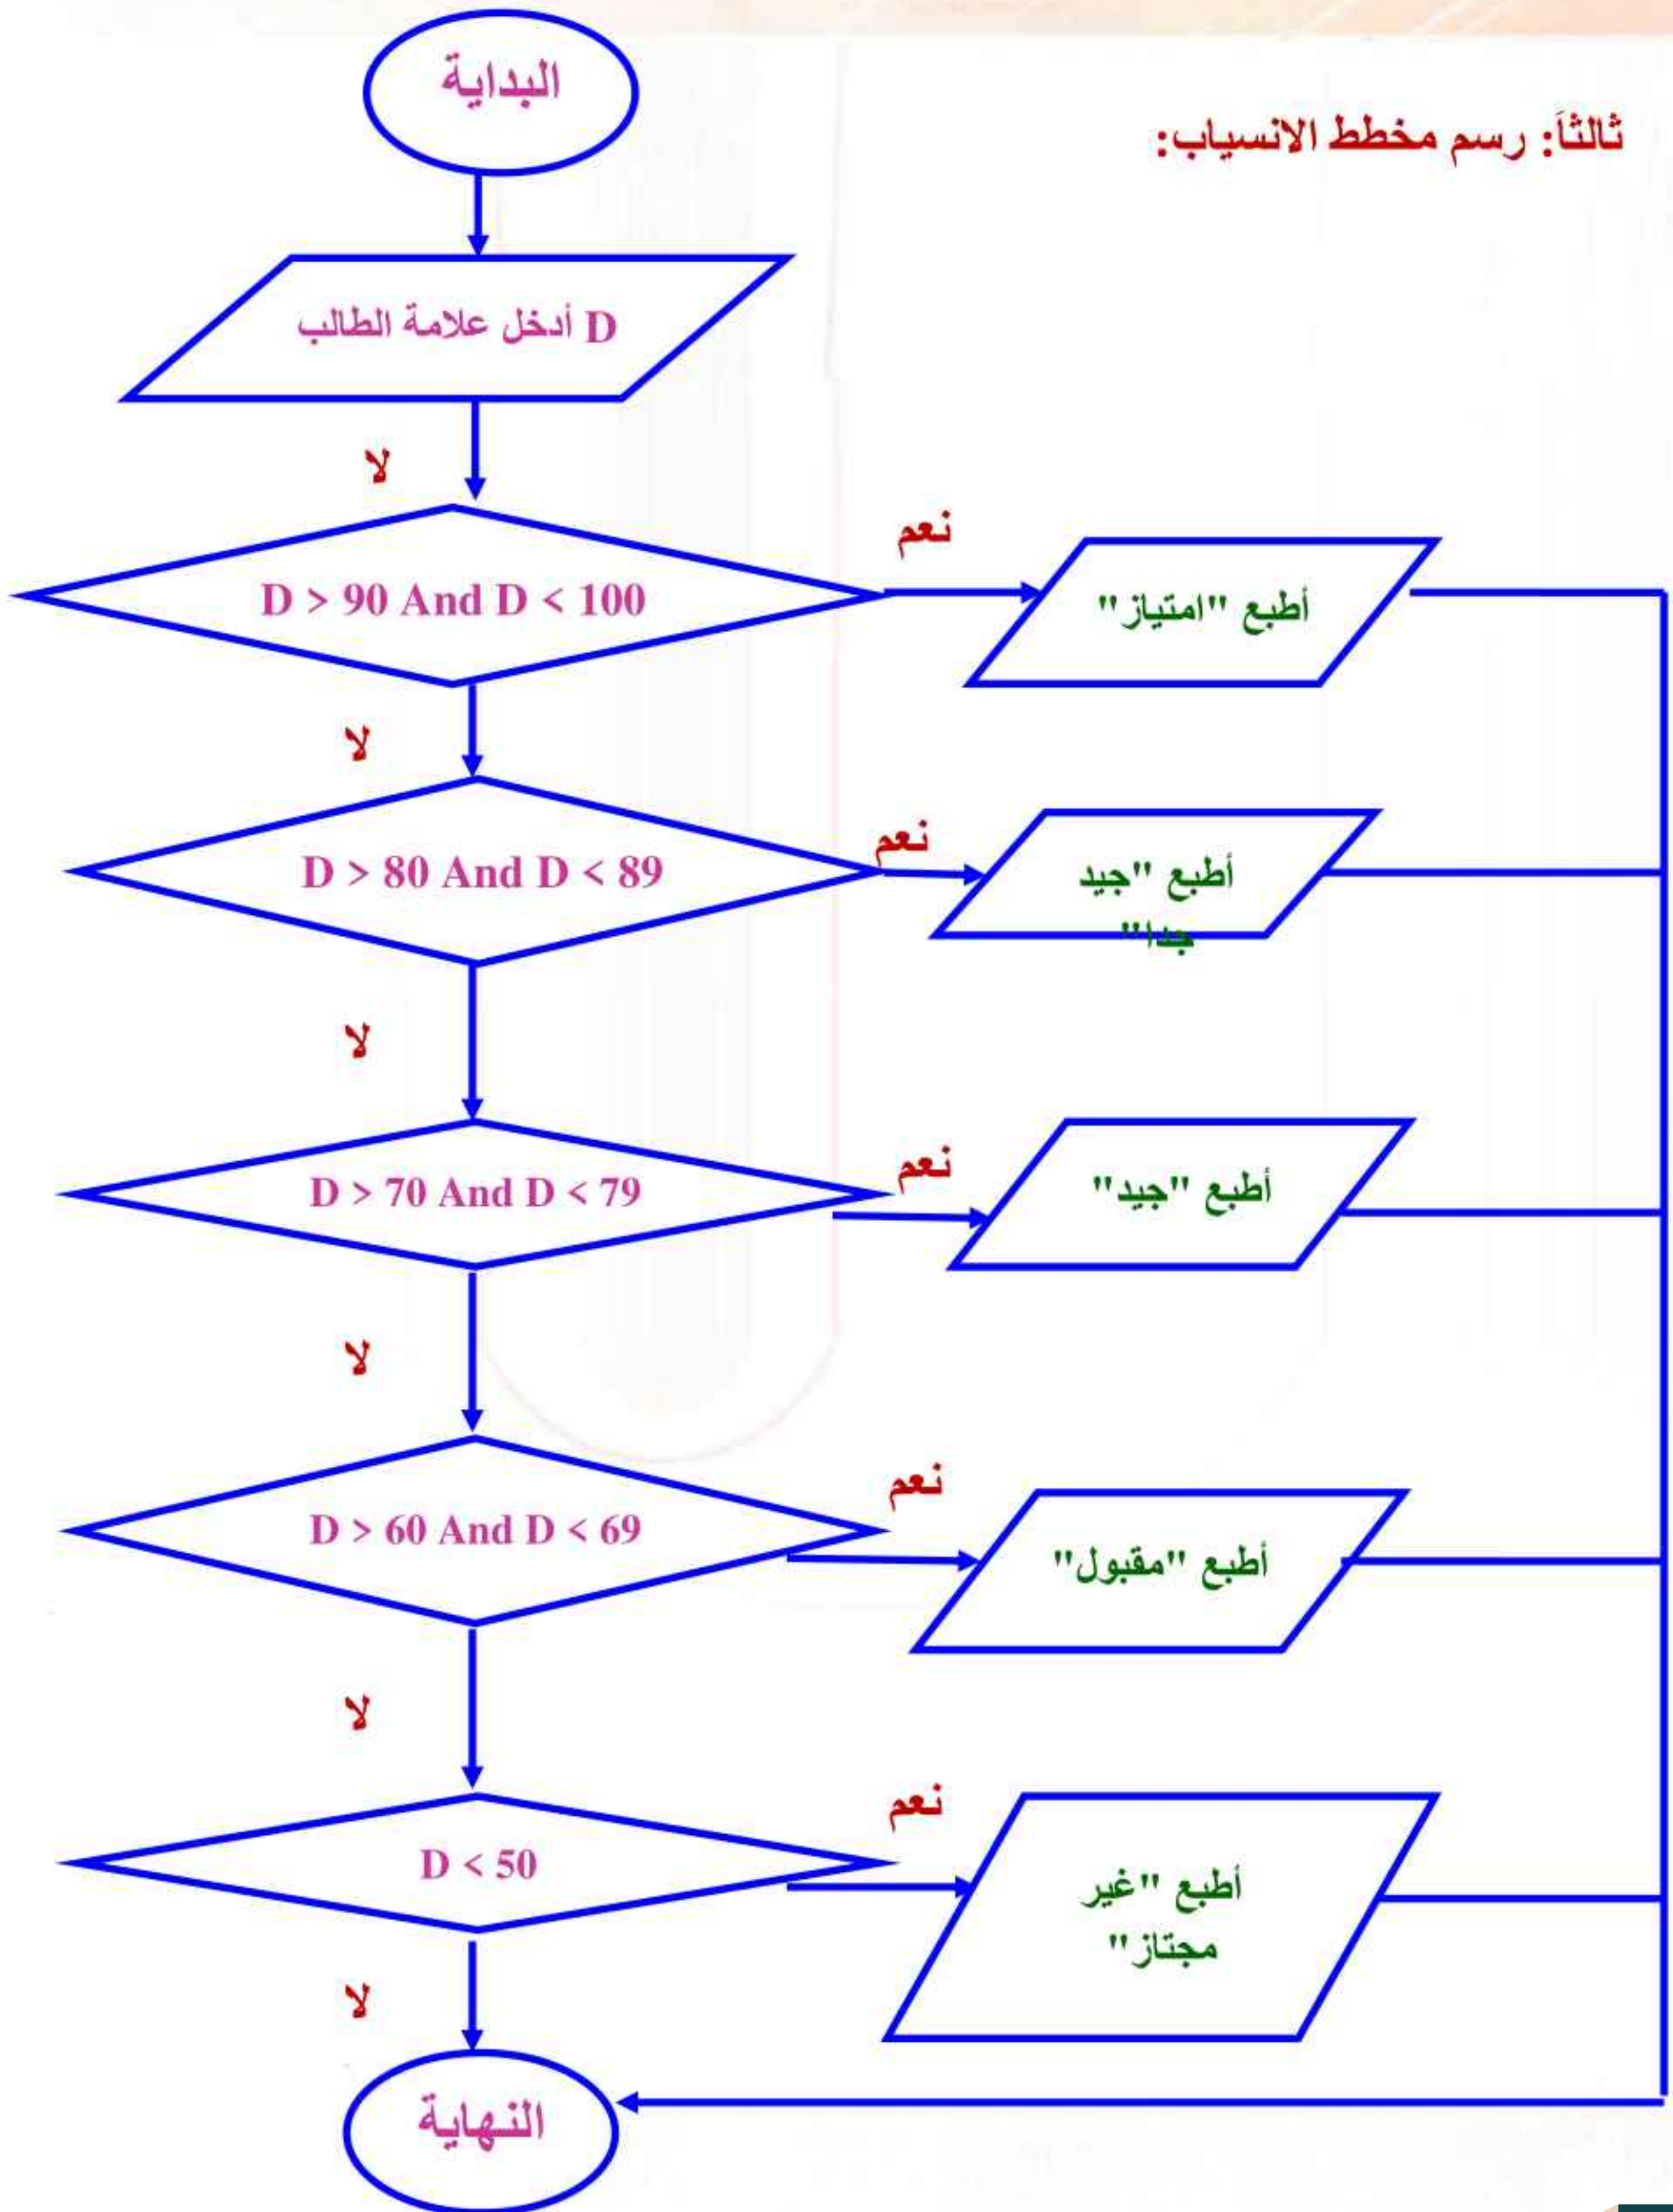 ثالثاً: رسم مخطط الانسياب:
البداية
أدخل علامة الطالب D
لا
D > 90 And D < 100
نعم
أطبع "امتياز"
لا
D > 80 And D < 89
نعم
أطبع "جيد
جدا"
لا
D > 70 And D < 79
نعم
أطبع "جيد"
لا
D > 60 And D < 69
نعم
أطبع "مقبول"
لا
D < 50
نعم
أطبع "غير
مجتاز"
لا
النهاية